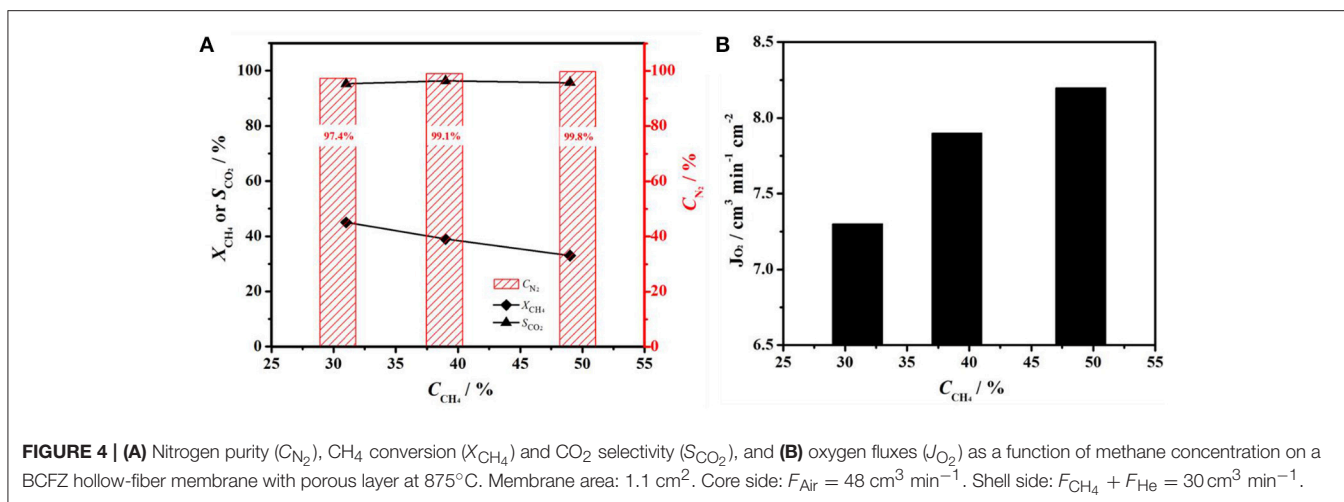 A
100
80
60
40
20
0
X_CH₄ or S_CO₂ / %
97.4%
99.1%
99.8%
C_N₂
X_CH₄
S_CO₂
25 30 35 40 45 50 55
C_CH₄ / %
100
80
60
40
20
0
C_N₂ / %
B
8.5
8.0
7.5
7.0
6.5
J_O₂ / cm³ min⁻¹ cm⁻²
25 30 35 40 45 50 55
C_CH₄ / %
FIGURE 4 | (A) Nitrogen purity (C_N₂), CH4 conversion (X_CH₄) and CO2 selectivity (S_CO₂), and (B) oxygen fluxes (J_O₂) as a function of methane concentration on a
BCFZ hollow-fiber membrane with porous layer at 875°C. Membrane area: 1.1 cm². Core side: F_Air = 48 cm³ min⁻¹. Shell side: F_CH₄ + F_He = 30 cm³ min⁻¹.